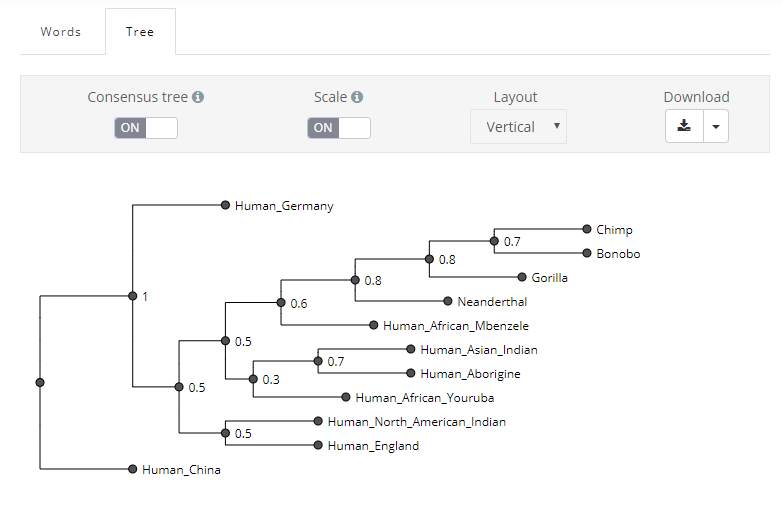 Words Tree
Consensus tree Scale Layout Download
ON ON Vertical
Human_Germany
Chimp
0.7
Bonobo
0.8
Gorilla
0.8
1
Neanderthal
0.6
Human_African_Mbenzele
0.5
Human_Asian_Indian
0.7
Human_Aborigine
0.3
0.5
Human_African_Youruba
Human_North_American_Indian
0.5
Human_England
Human_China